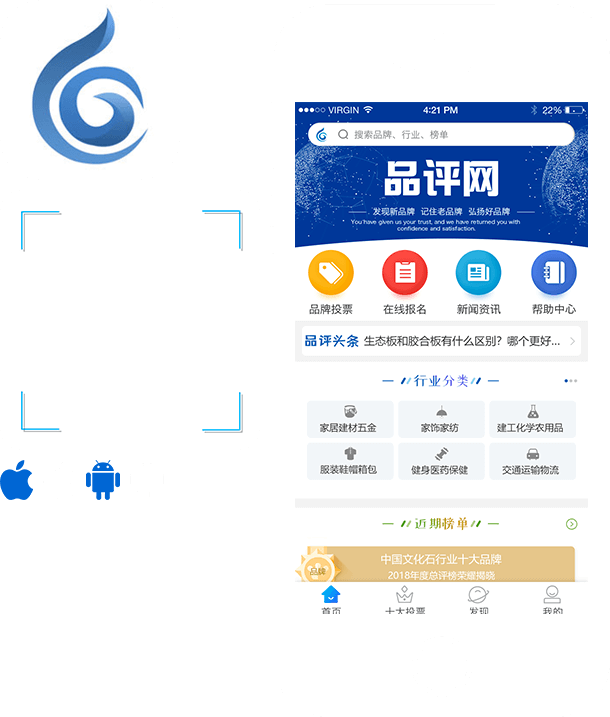 VIRGIN 4:21 PM 22%
搜索品牌、行业、榜单
品评网
发现新品牌 记住老品牌 弘扬好品牌
You have given us your trust, and we have returned you with
confidence and satisfaction.
品牌投票 在线报名 新闻资讯 帮助中心
品评头条 生态板和胶合板有什么区别？哪个更好...
行业分类
家居建材五金 家饰家纺 建工化学农用品
服装鞋帽箱包 健身医药保健 交通运输物流
近期榜单
中国文化石行业十大品牌
品牌
2018年度总评榜荣耀揭晓
首页 十大投票 发现 我的